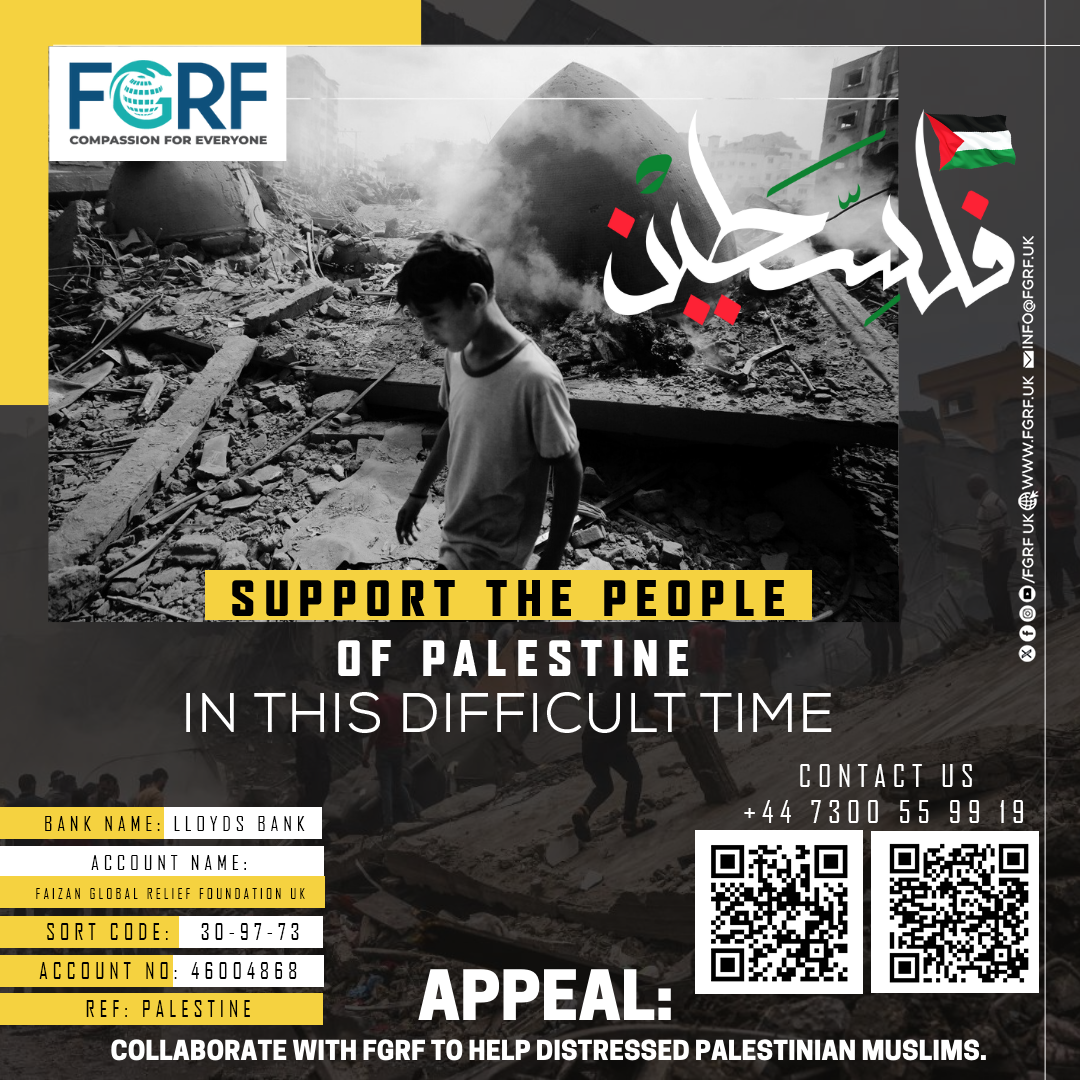 FGRF
COMPASSION FOR EVERYONE
فلسطين
SUPPORT THE PEOPLE
OF PALESTINE
IN THIS DIFFICULT TIME
/FGRF UK WWW.FGRF.UK INFO@FGRF.UK
CONTACT US
+44 7300 55 99 19
BANK NAME: LLOYDS BANK
ACCOUNT NAME:
FAIZAN GLOBAL RELIEF FOUNDATION UK
SORT CODE: 30-97-73
ACCOUNT NO: 46004868
REF: PALESTINE
APPEAL:
COLLABORATE WITH FGRF TO HELP DISTRESSED PALESTINIAN MUSLIMS.